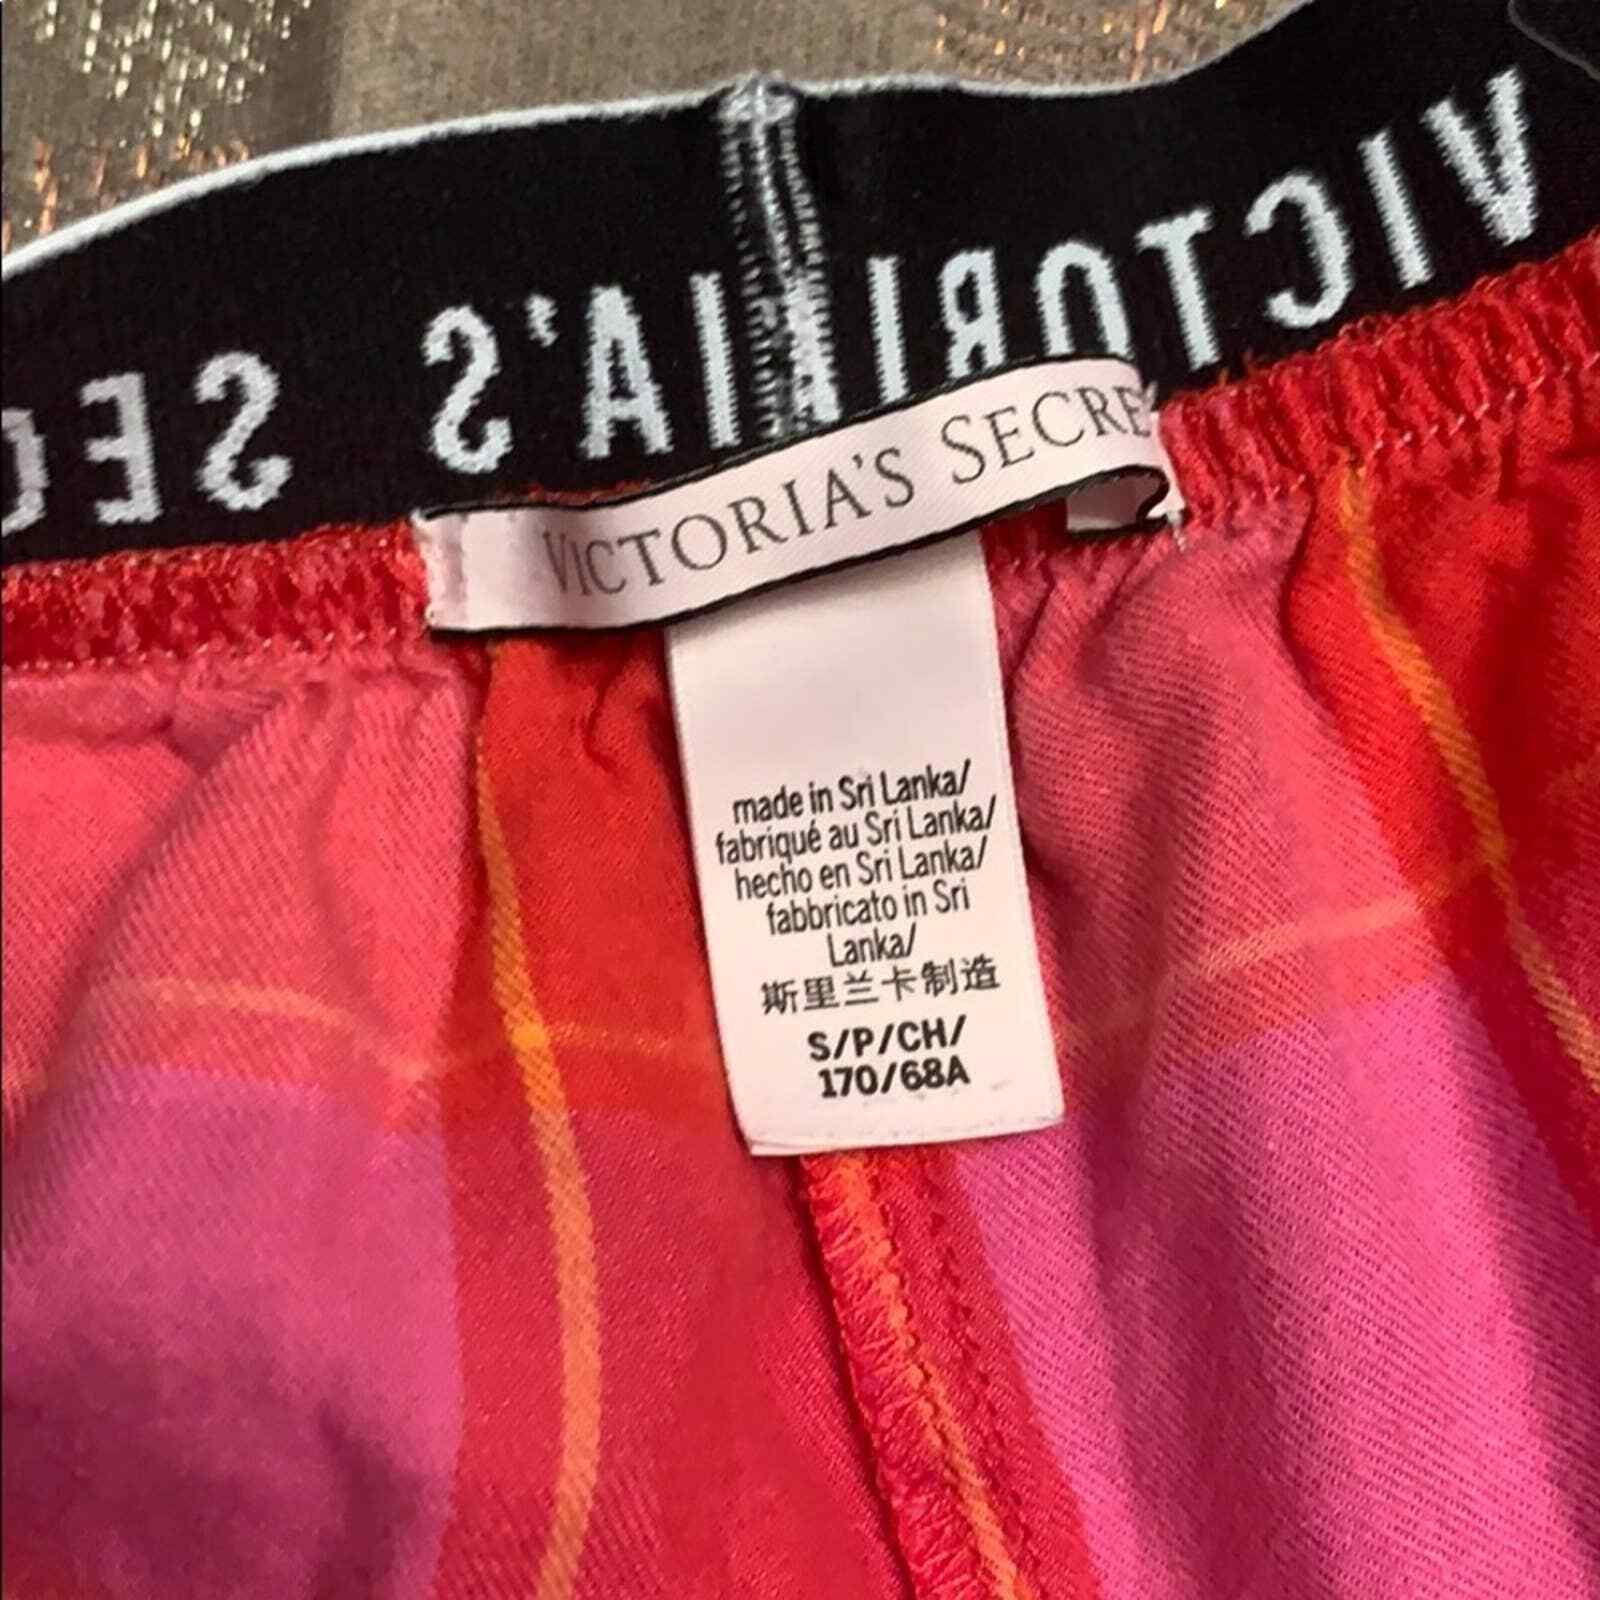 VICTORIA'S SEC
VICTORIA'S SECRE
made in Sri Lanka/
fabriqué au Sri Lanka/
hecho en Sri Lanka/
fabbricato in Sri
Lanka/
斯里兰卡制造
S/P/CH/
170/68A